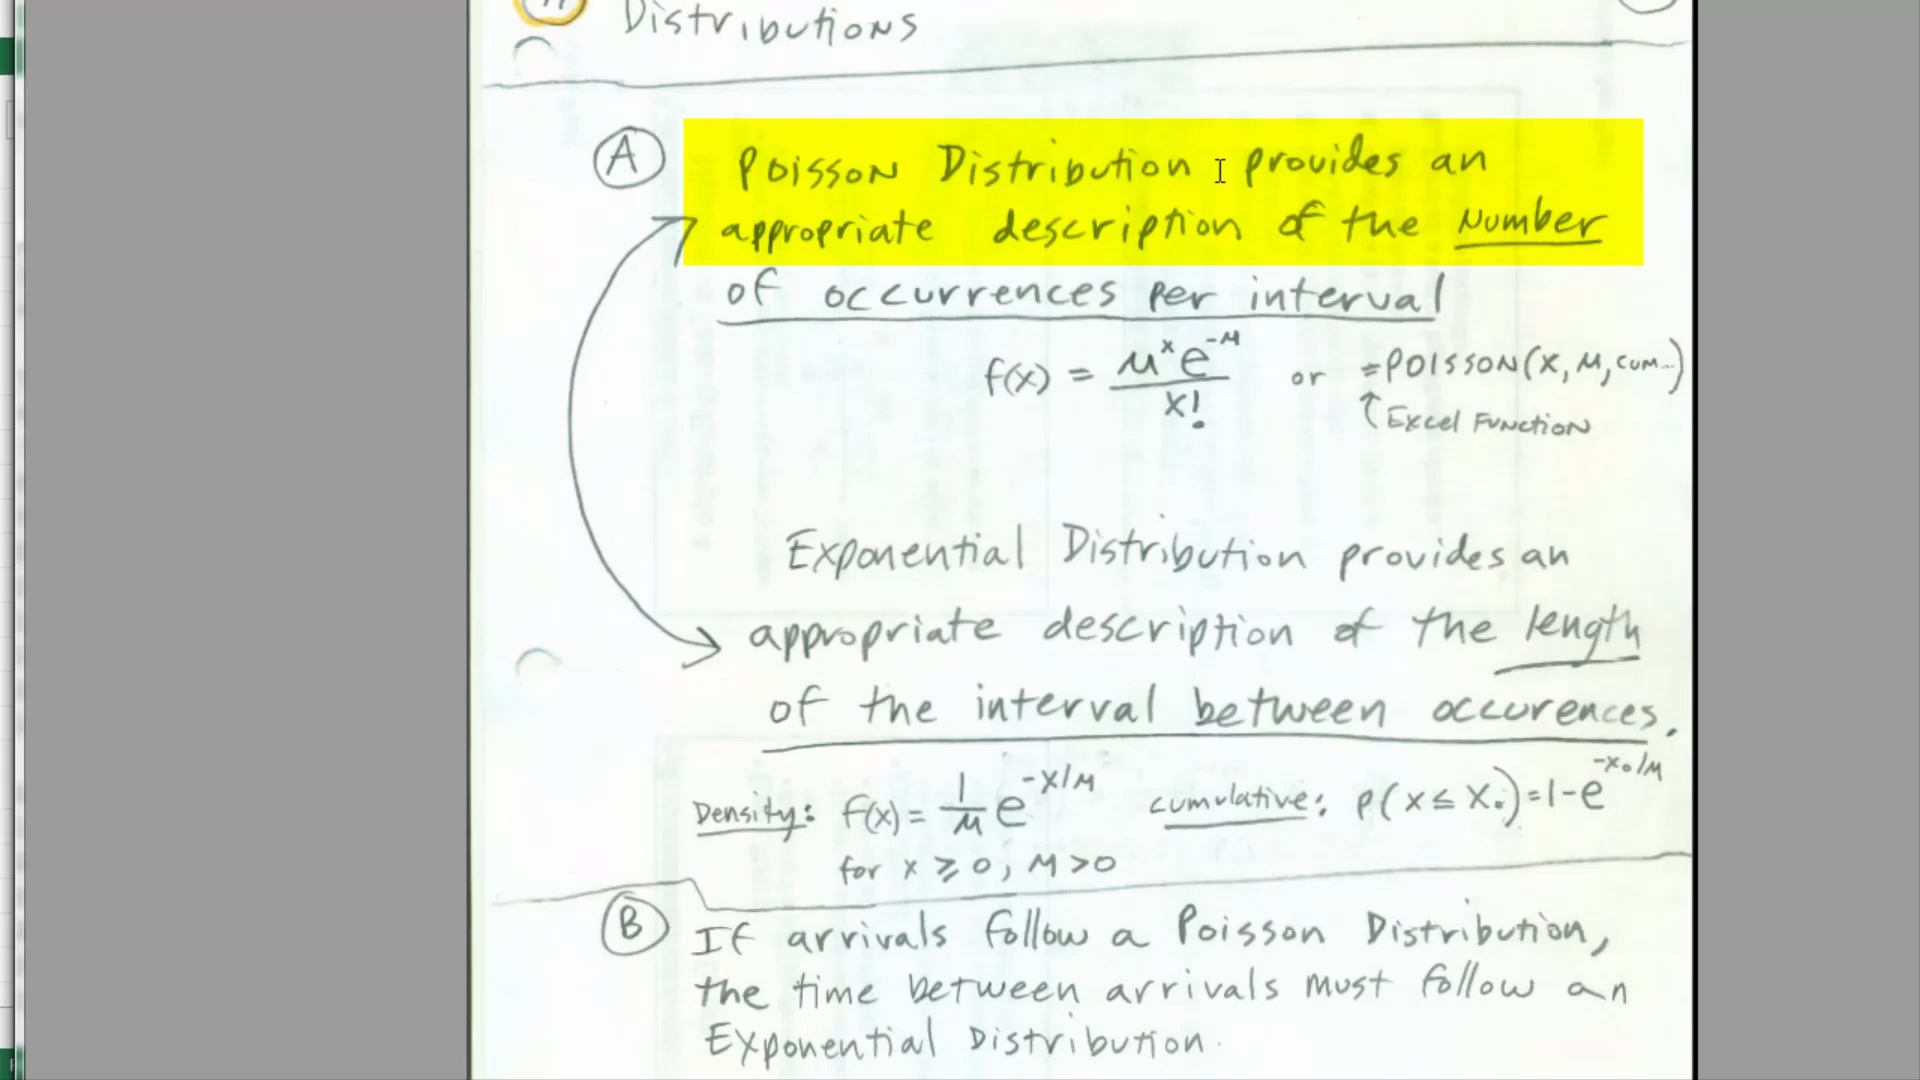 Distributions
A Poisson Distribution provides an
appropriate description of the Number
of occurrences per interval
f(x) = μˣe⁻ᴹ / x! or =POISSON(x, μ, cum...)
↑ Excel Function
Exponential Distribution provides an
appropriate description of the length
of the interval between occurences.
Density: f(x) = 1/μ e^-x/μ cumulative: P(x ≤ x₀) = 1 - e^-x₀/μ
for x ≥ 0, μ > 0
B If arrivals follow a Poisson Distribution,
the time between arrivals must follow an
Exponential Distribution.